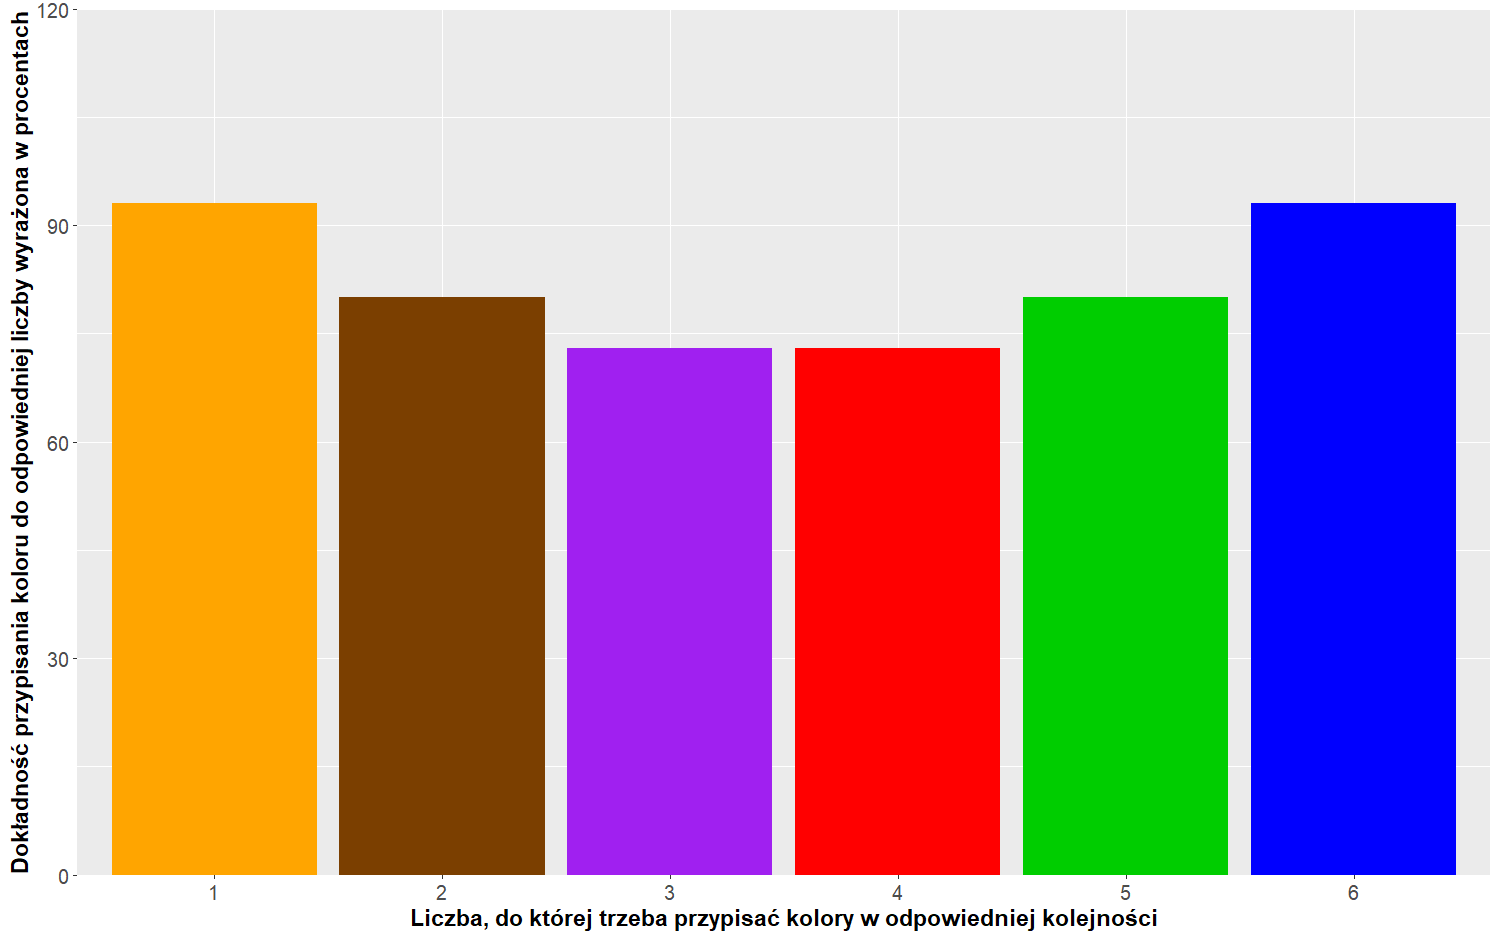 Dokładność przypisania koloru do odpowiedniej liczby wyrażona w procentach
120
90
60
30
0
1 2 3 4 5 6
Liczba, do której trzeba przypisać kolory w odpowiedniej kolejności